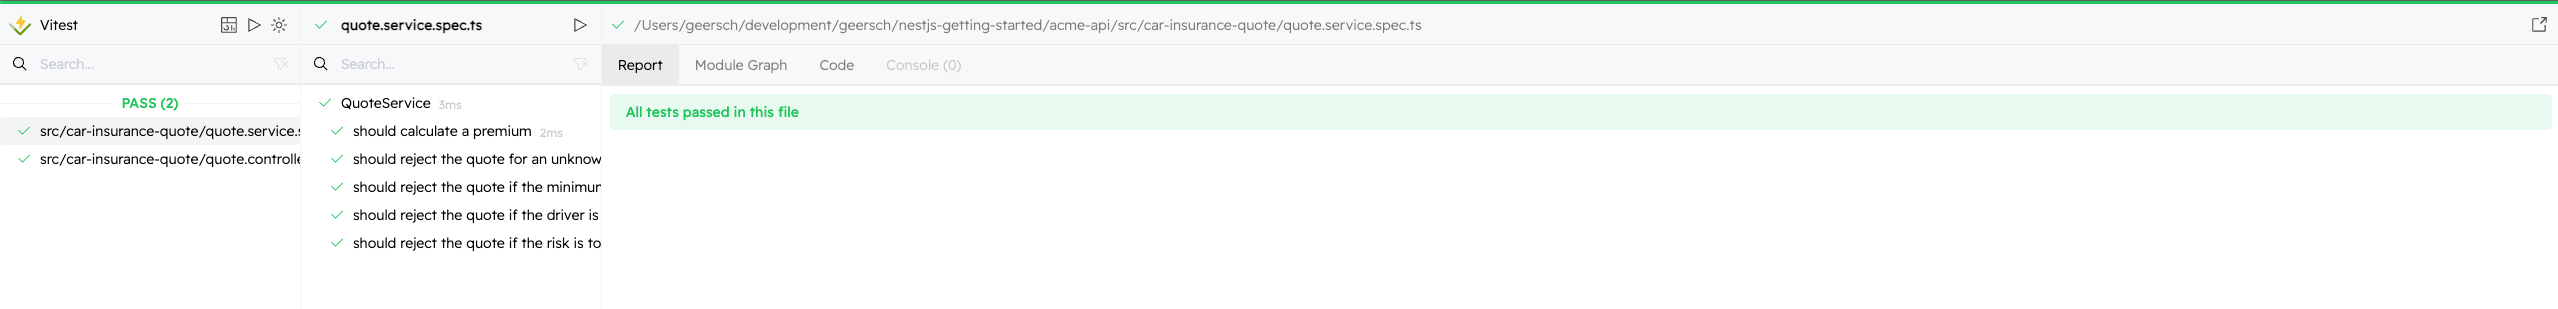 Vitest
Search...
PASS (2)
src/car-insurance-quote/quote.service.s
src/car-insurance-quote/quote.controlle
quote.service.spec.ts
Search...
QuoteService 3ms
should calculate a premium 2ms
should reject the quote for an unknow
should reject the quote if the minimum
should reject the quote if the driver is
should reject the quote if the risk is to
/Users/geersch/development/geersch/nestjs-getting-started/acme-api/src/car-insurance-quote/quote.service.spec.ts
Report Module Graph Code Console (0)
All tests passed in this file